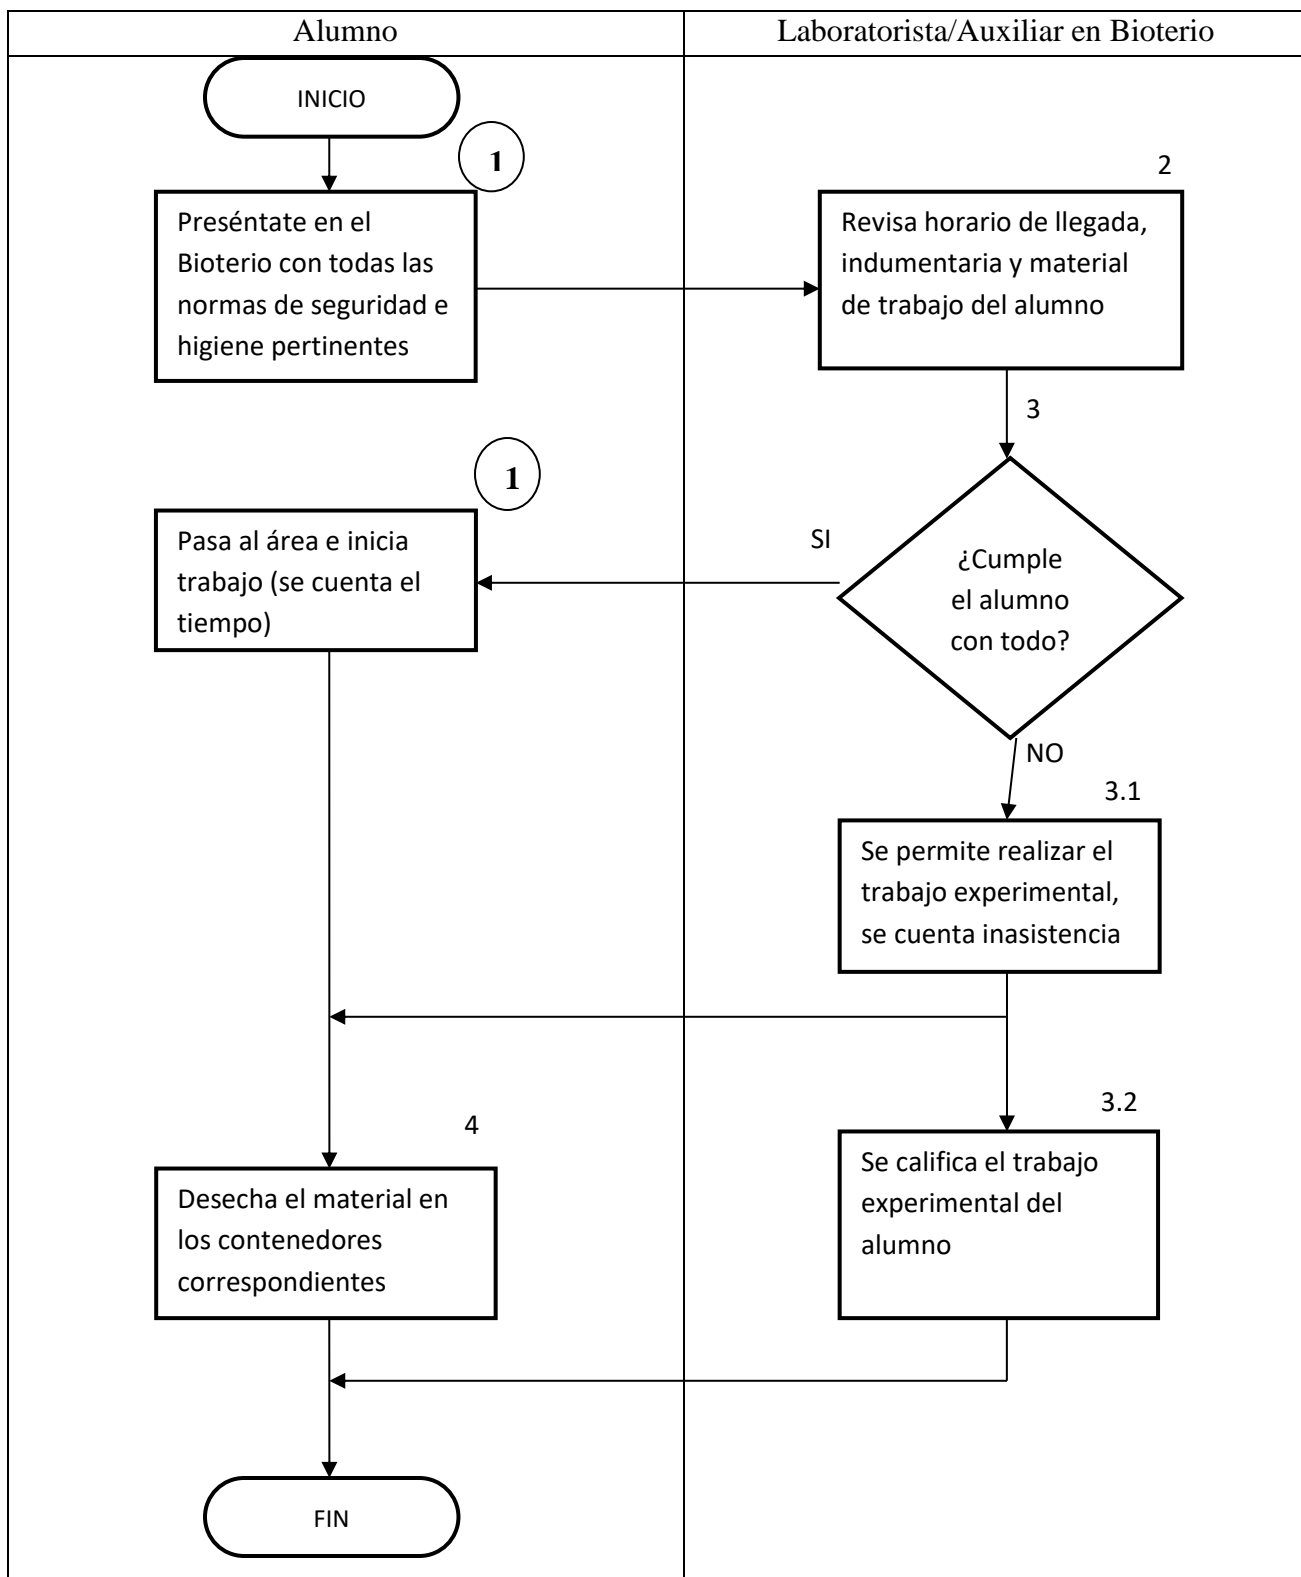 Alumno
Laboratorista/Auxiliar en Bioterio
INICIO
1
Preséntate en el
Bioterio con todas las
normas de seguridad e
higiene pertinentes
2
Revisa horario de llegada,
indumentaria y material
de trabajo del alumno
3
¿Cumple
el alumno
con todo?
SI
1
Pasa al área e inicia
trabajo (se cuenta el
tiempo)
NO
3.1
Se permite realizar el
trabajo experimental,
se cuenta inasistencia
3.2
Se califica el trabajo
experimental del
alumno
4
Desecha el material en
los contenedores
correspondientes
FIN